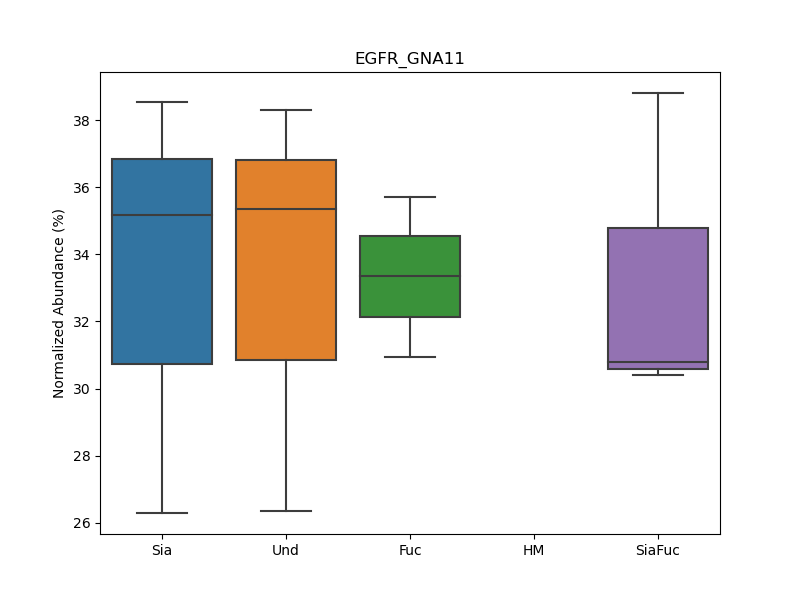 EGFR_GNA11
Normalized Abundance (%)
38
36
34
32
30
28
26
Sia Und Fuc HM SiaFuc